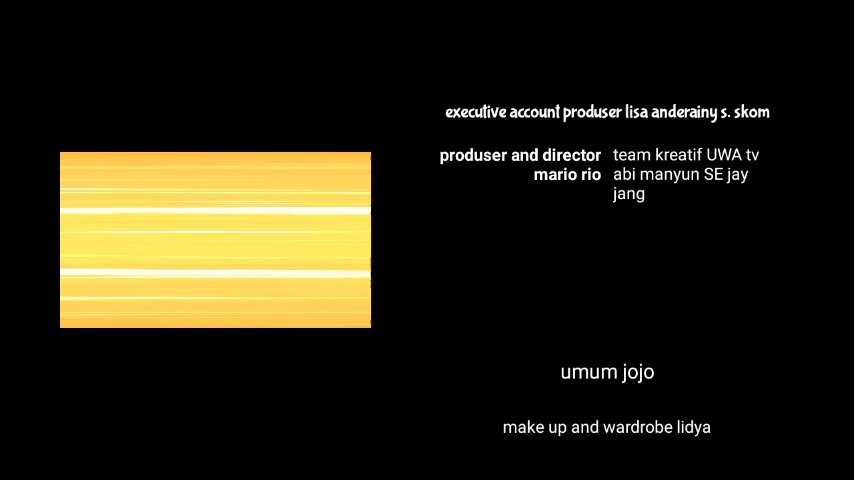 executive account produser lisa anderainy s. skom
produser and director
mario rio
team kreatif UWA tv
abi manyun SE jay
jang
umum jojo
make up and wardrobe lidya